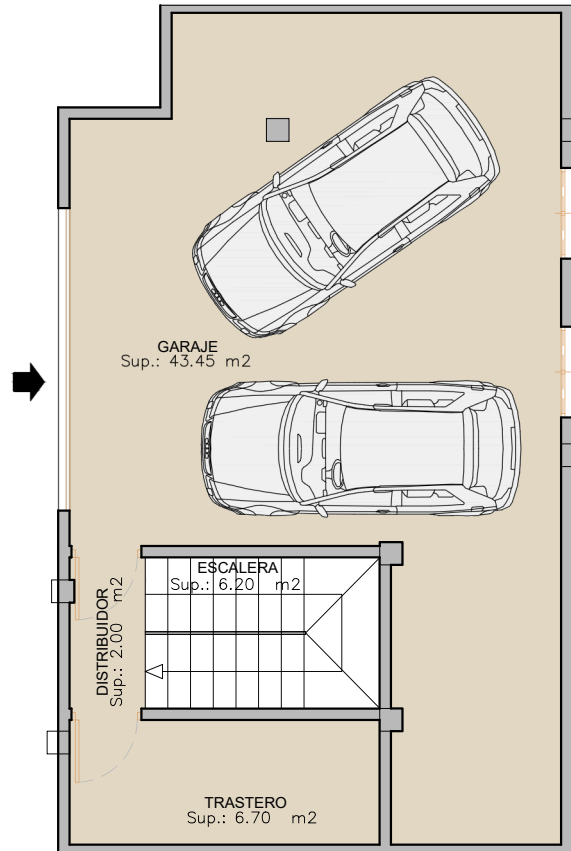 GARAJE
Sup.: 43.45 m2
ESCALERA
Sup.: 6.20 m2
DISTRIBUIDOR
Sup.: 2.00 m2
TRASTERO
Sup.: 6.70 m2